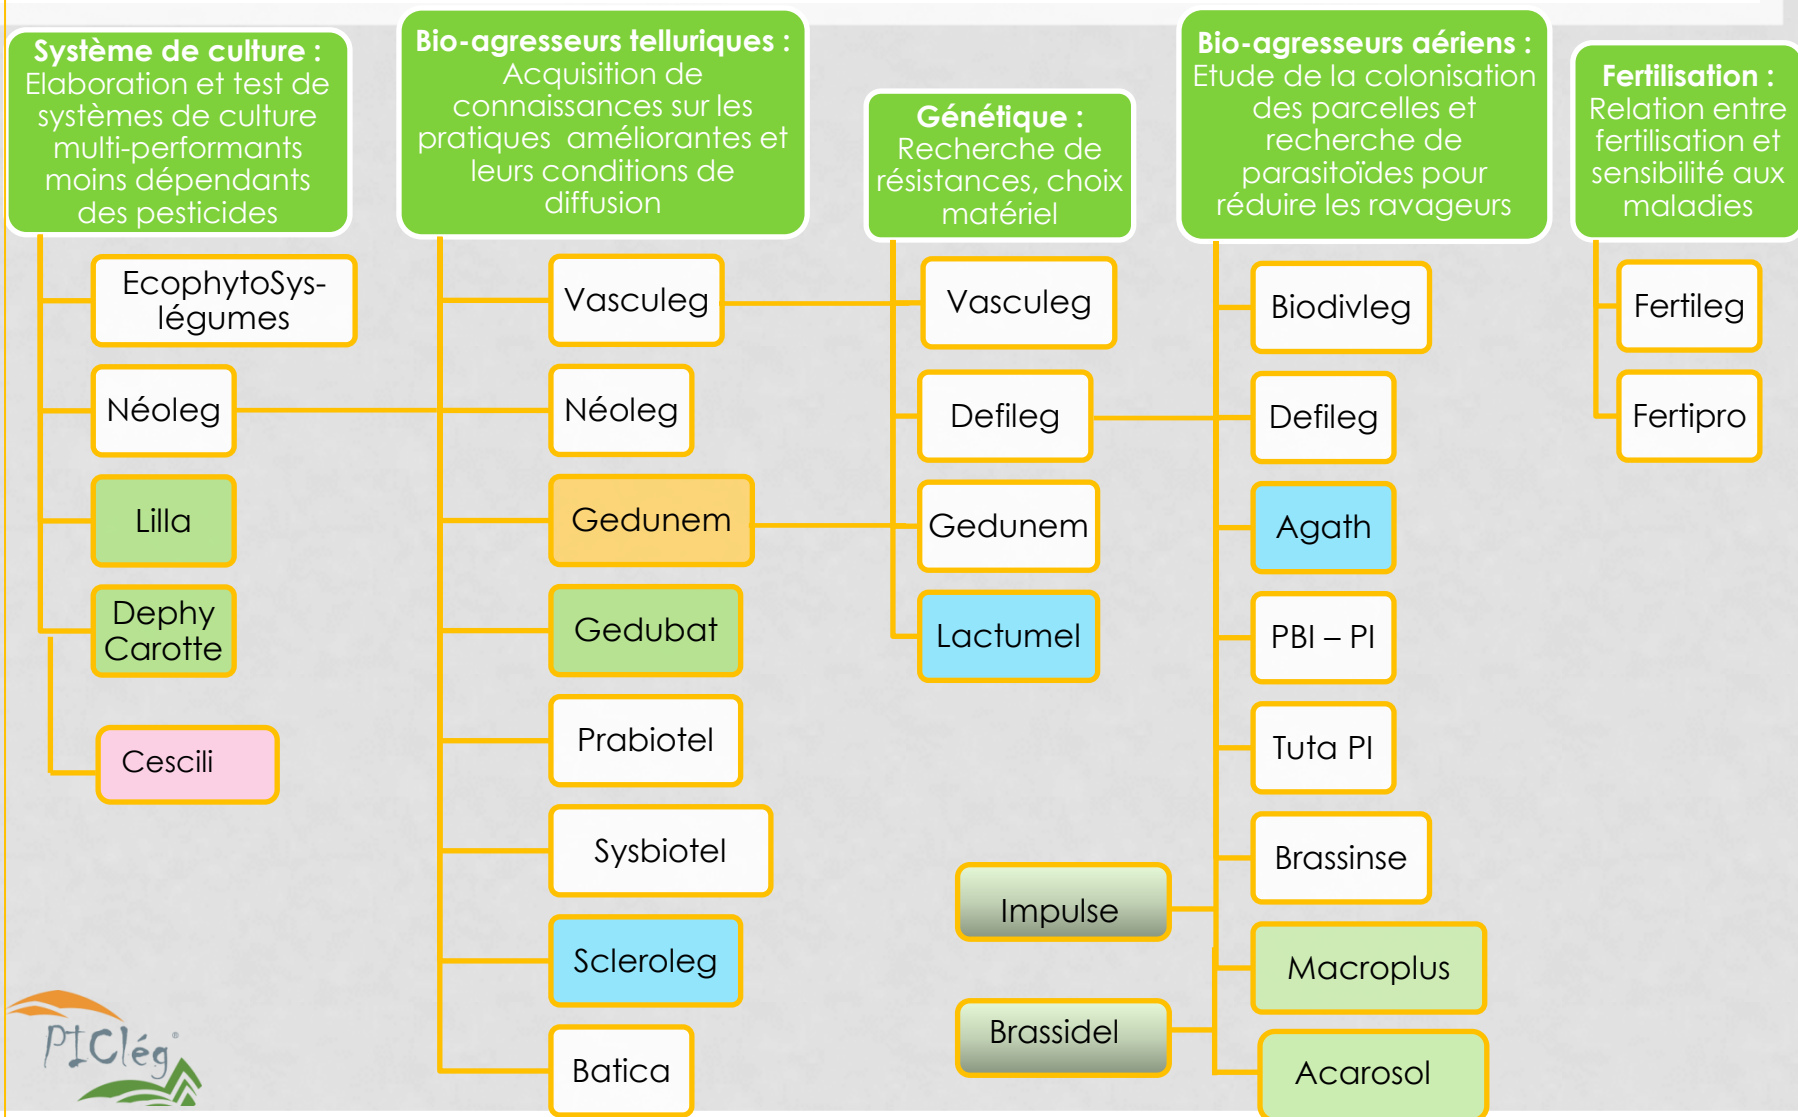 Système de culture :
Elaboration et test de
systèmes de culture
multi-performants
moins dépendants
des pesticides
EcophytoSys-
légumes
Néoleg
Lilla
Dephy
Carotte
Cescili
Bio-agresseurs telluriques :
Acquisition de
connaissances sur les
pratiques améliorantes et
leurs conditions de
diffusion
Vasculeg
Néoleg
Gedunem
Gedubat
Prabiotel
Sysbiotel
Scleroleg
Batica
Génétique :
Recherche de
résistances, choix
matériel
Vasculeg
Defileg
Gedunem
Lactumel
Bio-agresseurs aériens :
Etude de la colonisation
des parcelles et
recherche de
parasitoïdes pour
réduire les ravageurs
Biodivleg
Defileg
Agath
PBI – PI
Tuta PI
Brassinse
Impulse
Macroplus
Brassidel
Acarosol
Fertilisation :
Relation entre
fertilisation et
sensibilité aux
maladies
Fertileg
Fertipro
PIClég®